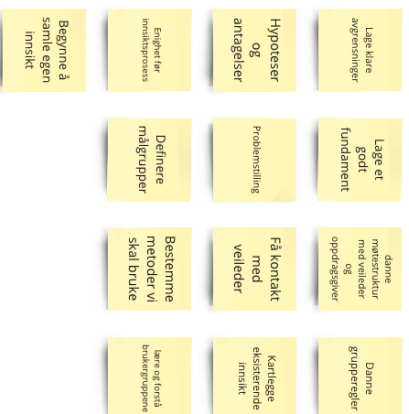 Lage klare
avgrensninger
Lage et
godt
fundament
danne
møtestruktur
med veileder
og
oppdragsgiver
Danne
grupperegler
Hypoteser
og
antagelser
Problemstilling
Få kontakt
med
veileder
Kartlegge
eksisterende
innsikt
Enighet før
innsiktsprosess
Definere
målgrupper
Bestemme
metoder vi
skal bruke
lære og forstå
brukergruppene
Begynne å
samle egen
innsikt